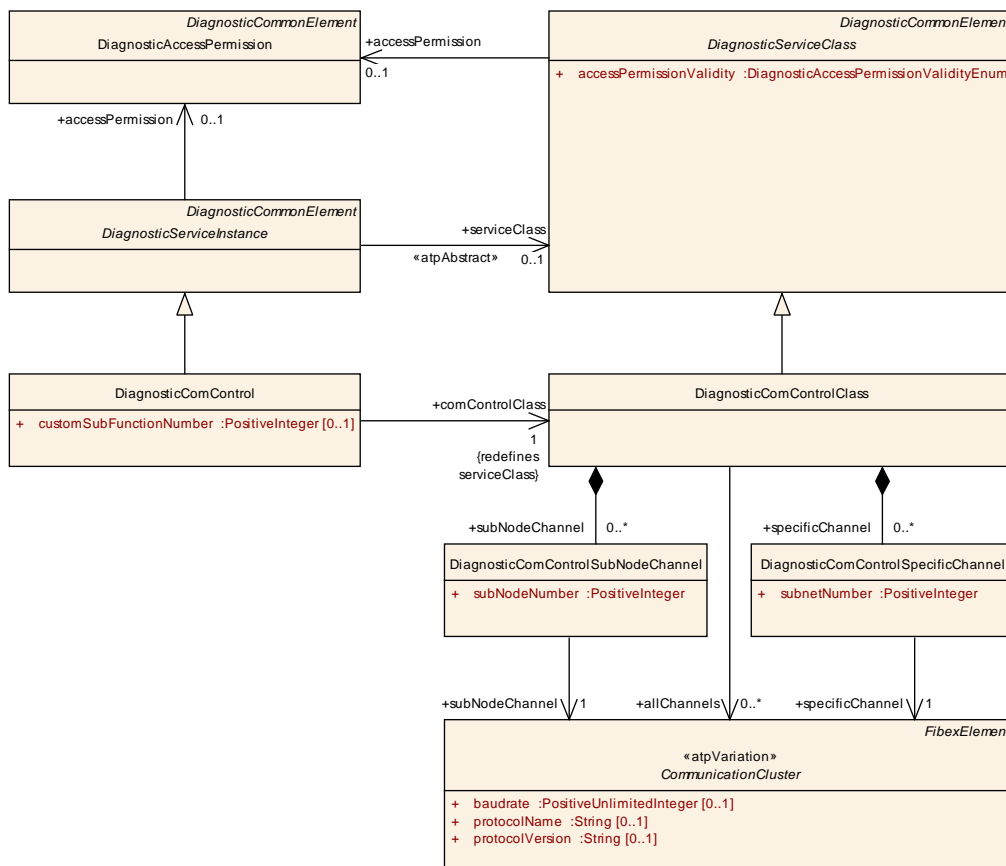 DiagnosticCommonElement
DiagnosticAccessPermission
DiagnosticCommonElement
DiagnosticServiceClass
+ accessPermissionValidity :DiagnosticAccessPermissionValidityEnum
+accessPermission
0..1
+accessPermission
0..1
DiagnosticCommonElement
DiagnosticServiceInstance
+serviceClass
«atpAbstract»
0..1
DiagnosticComControl
+ customSubFunctionNumber :PositiveInteger [0..1]
+comControlClass
1
{redefines
serviceClass}
DiagnosticComControlClass
+subNodeChannel
0..*
+specificChannel
0..*
DiagnosticComControlSubNodeChannel
+ subNodeNumber :PositiveInteger
DiagnosticComControlSpecificChannel
+ subnetNumber :PositiveInteger
+subNodeChannel
1
+allChannels
0..*
+specificChannel
1
FibexElemen
«atpVariation»
CommunicationCluster
+ baudrate :PositiveUnlimitedInteger [0..1]
+ protocolName :String [0..1]
+ protocolVersion :String [0..1]